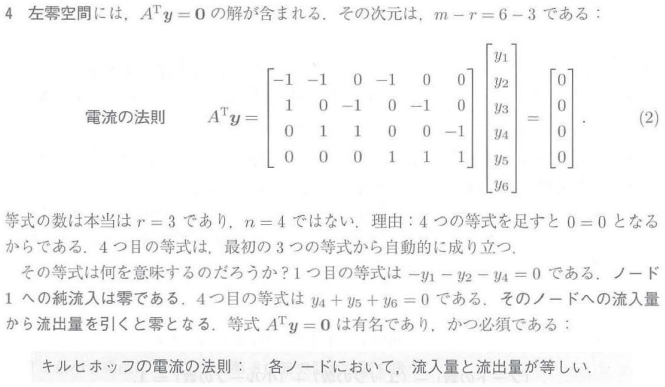 4 左零空間には，Aᵀy = 0 の解が含まれる．その次元は，m − r = 6 − 3 である：
電流の法則 Aᵀy = [−1 −1 0 −1 0 0; 1 0 −1 0 −1 0; 0 1 1 0 0 −1; 0 0 0 1 1 1] [y₁; y₂; y₃; y₄; y₅; y₆] = [0; 0; 0; 0] . (2)
等式の数は本当は r = 3 であり，n = 4 ではない．理由：4 つの等式を足すと 0 = 0 となる
からである．4 つ目の等式は，最初の 3 つの等式から自動的に成り立つ．
その等式は何を意味するのだろうか？1 つ目の等式は −y₁ − y₂ − y₄ = 0 である．ノード
1 への純流入は零である．4 つ目の等式は y₄ + y₅ + y₆ = 0 である．そのノードへの流入量
から流出量を引くと零となる．等式 Aᵀy = 0 は有名であり，かつ必須である：
キルヒホッフの電流の法則： 各ノードにおいて，流入量と流出量が等しい．